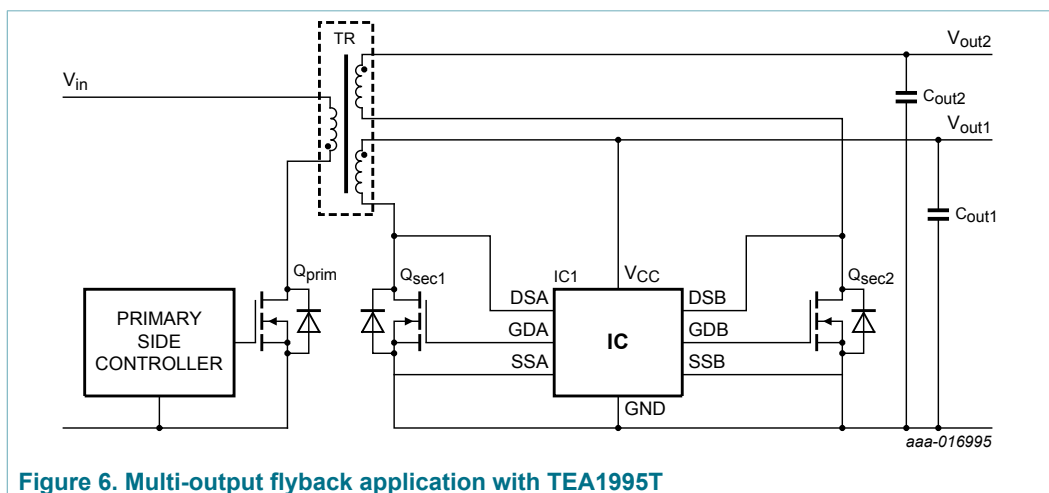 TR
Vout2
Vin
Cout2
Vout1
Cout1
Qprim
Qsec1
IC1
VCC
Qsec2
DSA
DSB
PRIMARY
SIDE
CONTROLLER
GDA
IC
GDB
SSA
SSB
GND
aaa-016995
Figure 6. Multi-output flyback application with TEA1995T